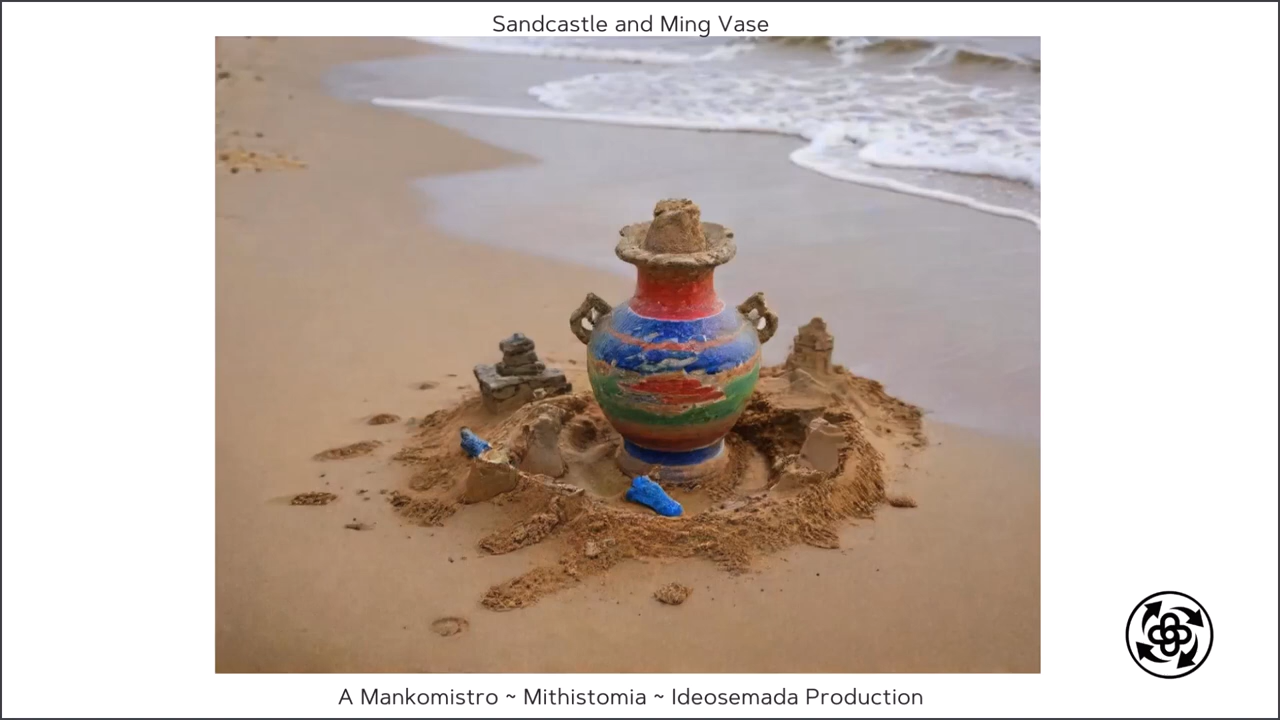 Sandcastle and Ming Vase
A Mankomistro ~ Mithistomia ~ Ideosemada Production